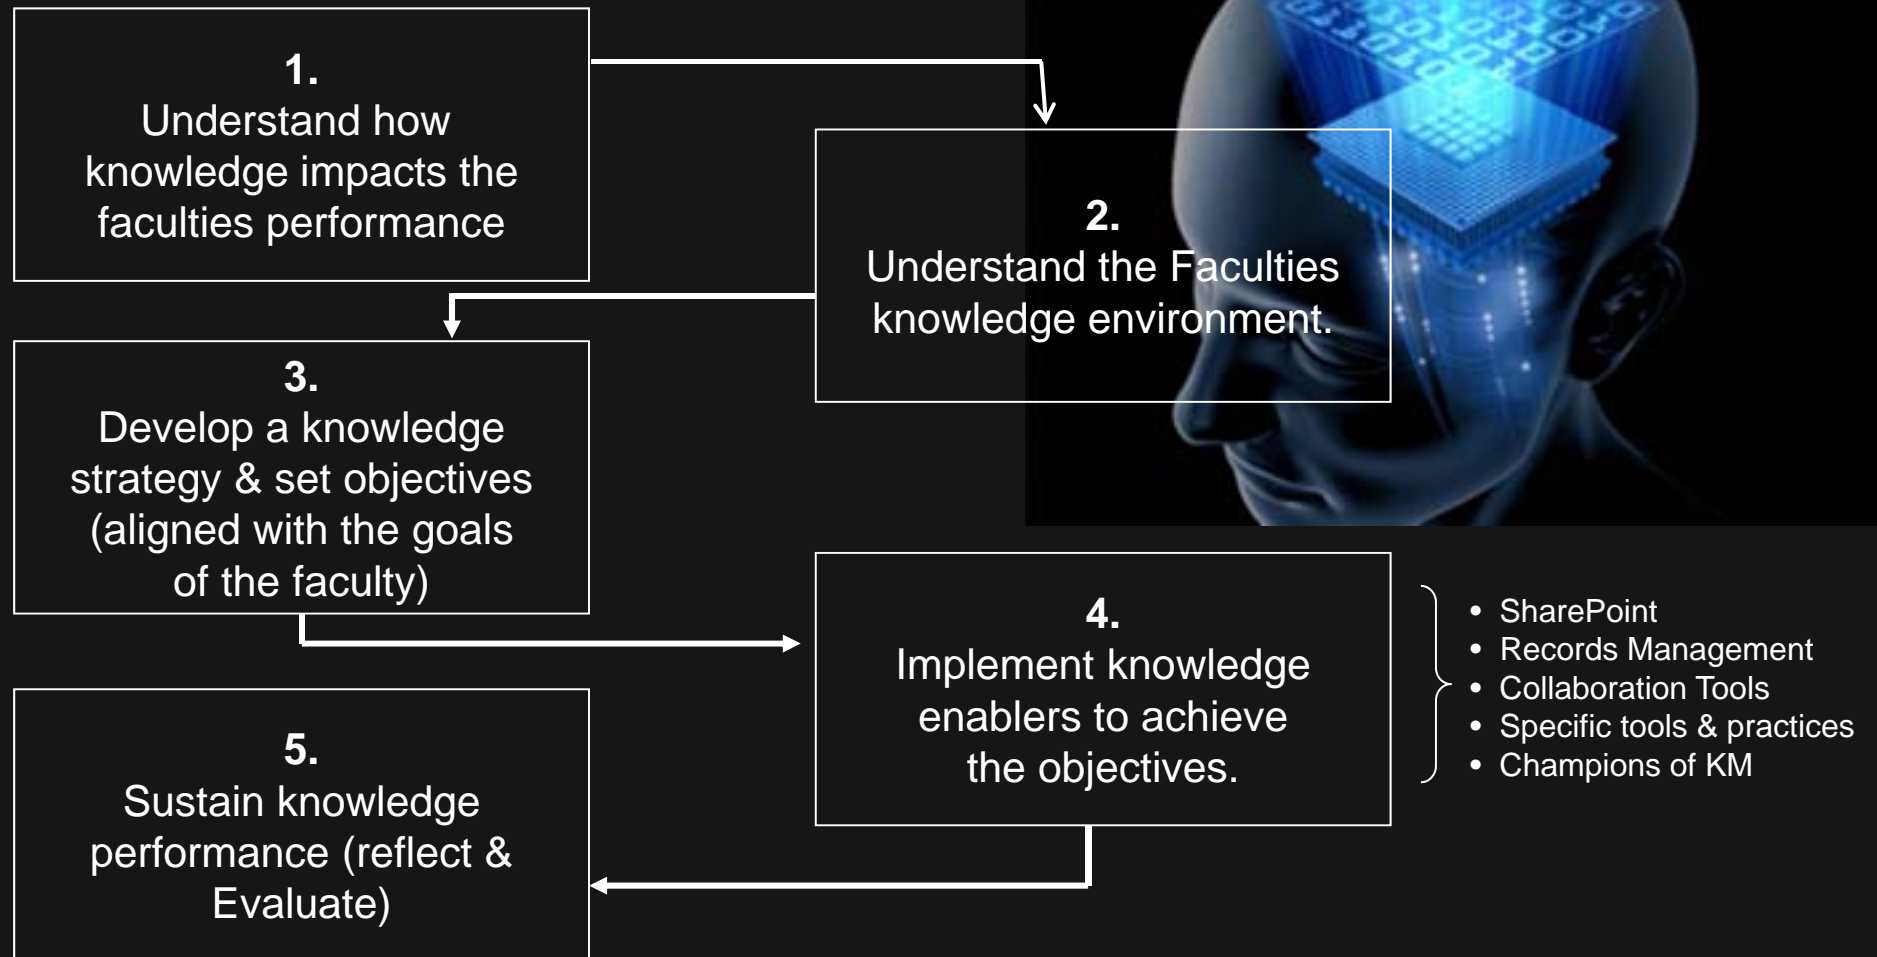 1.
Understand how
knowledge impacts the
faculties performance
2.
Understand the Faculties
knowledge environment.
3.
Develop a knowledge
strategy & set objectives
(aligned with the goals
of the faculty)
4.
Implement knowledge
enablers to achieve
the objectives.
• SharePoint
• Records Management
• Collaboration Tools
• Specific tools & practices
• Champions of KM
5.
Sustain knowledge
performance (reflect &
Evaluate)